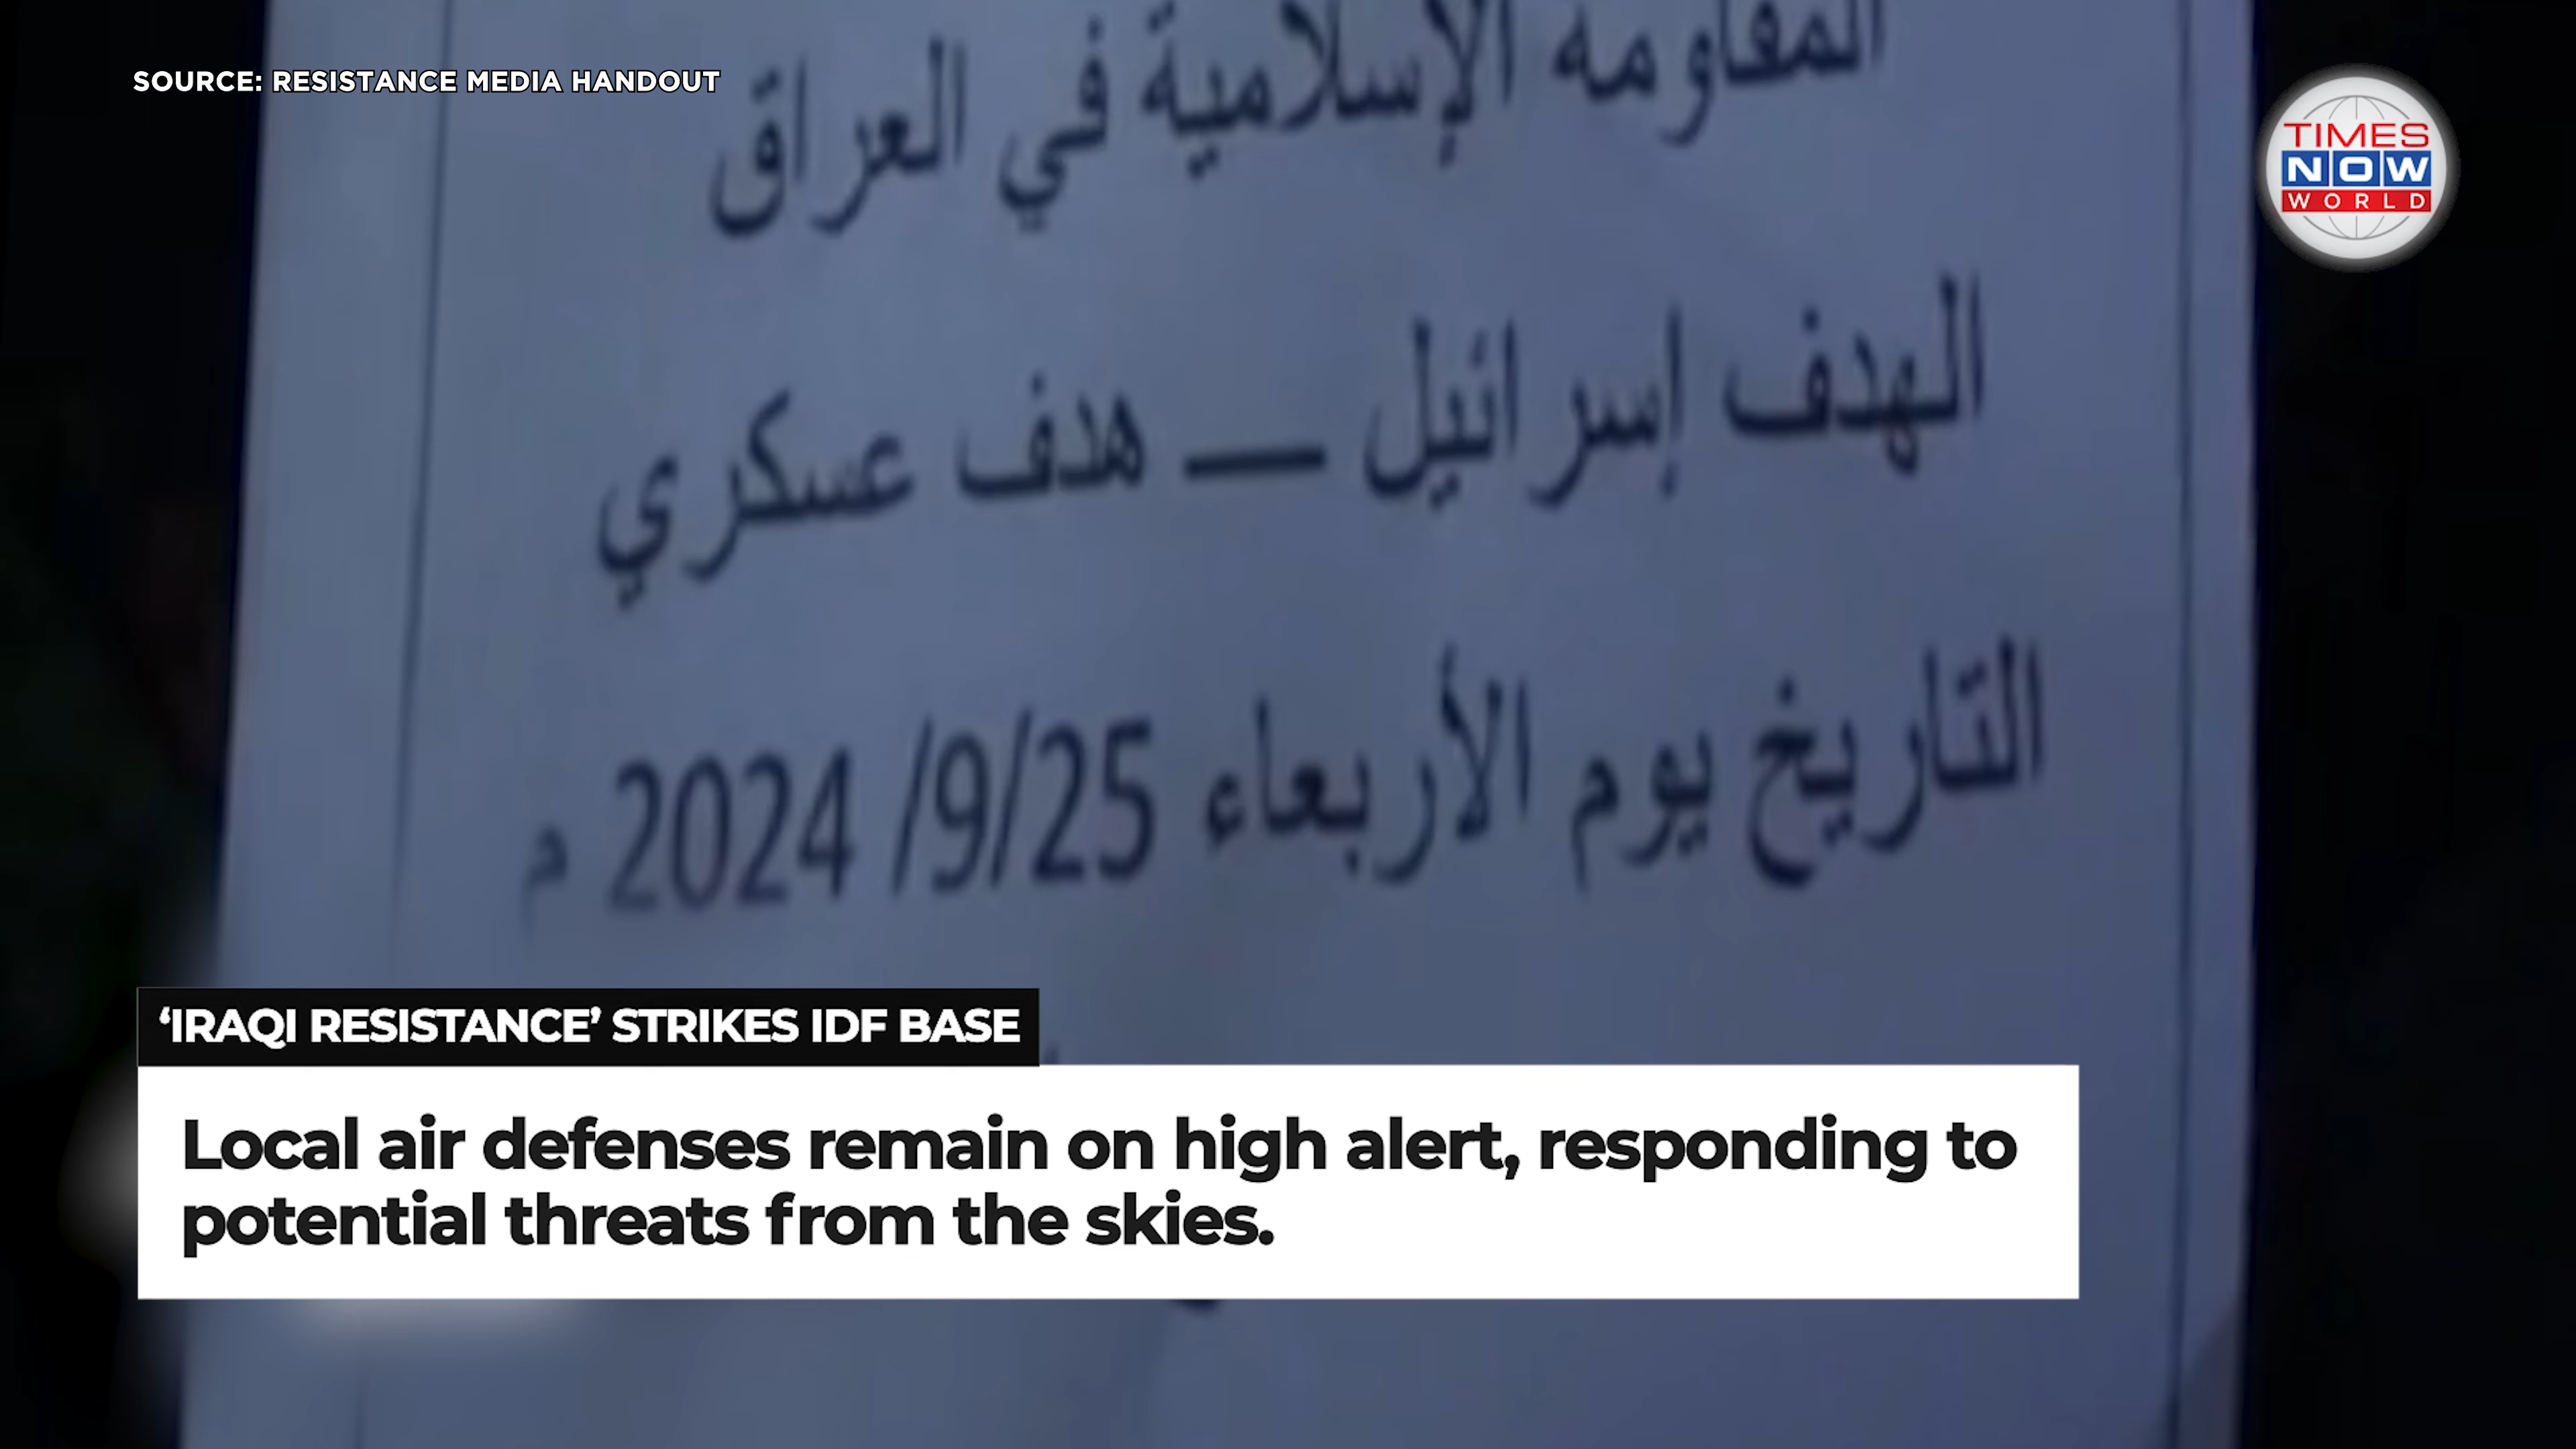 SOURCE: RESISTANCE MEDIA HANDOUT
TIMES
NOW
WORLD
المقاومة الإسلامية في العراق
الهدف إسرائيل — هدف عسكري
التاريخ يوم الأربعاء 2024 /9/25 م
‘IRAQI RESISTANCE’ STRIKES IDF BASE
Local air defenses remain on high alert, responding to
potential threats from the skies.